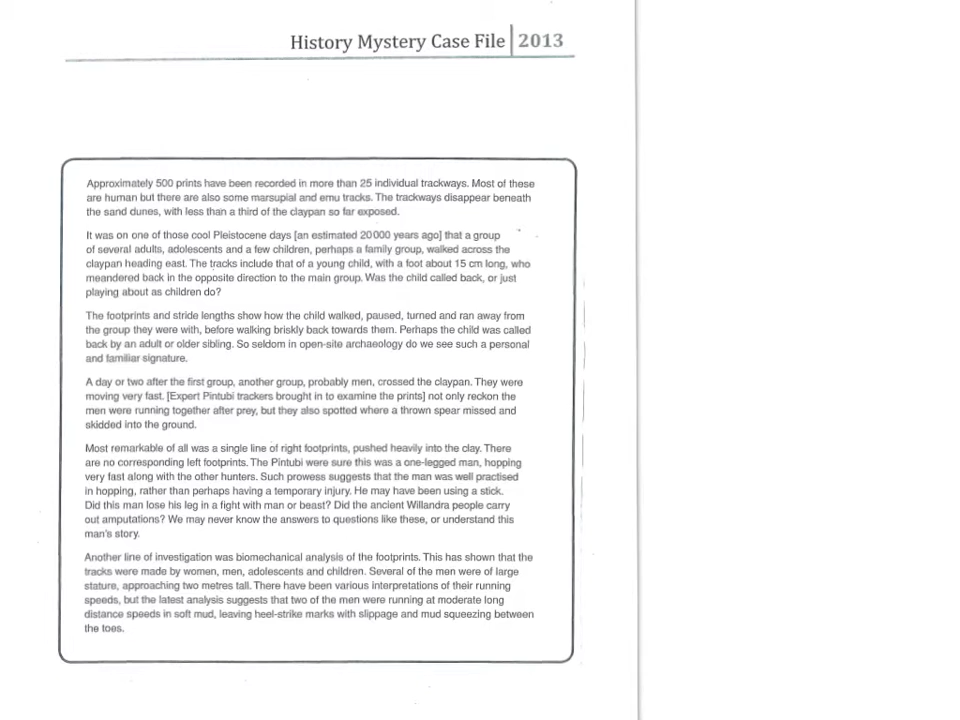 History Mystery Case File 2013
Approximately 500 prints have been recorded in more than 25 individual trackways. Most of these
are human but there are also some marsupial and emu tracks. The trackways disappear beneath
the sand dunes, with less than a third of the claypan so far exposed.
It was on one of those cool Pleistocene days [an estimated 20 000 years ago] that a group
of several adults, adolescents and a few children, perhaps a family group, walked across the
claypan heading east. The tracks include that of a young child, with a foot about 15 cm long, who
meandered back in the opposite direction to the main group. Was the child called back, or just
playing about as children do?
The footprints and stride lengths show how the child walked, paused, turned and ran away from
the group they were with, before walking briskly back towards them. Perhaps the child was called
back by an adult or older sibling. So seldom in open-site archaeology do we see such a personal
and familiar signature.
A day or two after the first group, another group, probably men, crossed the claypan. They were
moving very fast. [Expert Pintubi trackers brought in to examine the prints] not only reckon the
men were running together after prey, but they also spotted where a thrown spear missed and
skidded into the ground.
Most remarkable of all was a single line of right footprints, pushed heavily into the clay. There
are no corresponding left footprints. The Pintubi were sure this was a one-legged man, hopping
very fast along with the other hunters. Such prowess suggests that the man was well practised
in hopping, rather than perhaps having a temporary injury. He may have been using a stick.
Did this man lose his leg in a fight with man or beast? Did the ancient Willandra people carry
out amputations? We may never know the answers to questions like these, or understand this
man's story.
Another line of investigation was biomechanical analysis of the footprints. This has shown that the
tracks were made by women, men, adolescents and children. Several of the men were of large
stature, approaching two metres tall. There have been various interpretations of their running
speeds, but the latest analysis suggests that two of the men were running at moderate long
distance speeds in soft mud, leaving heel-strike marks with slippage and mud squeezing between
the toes.